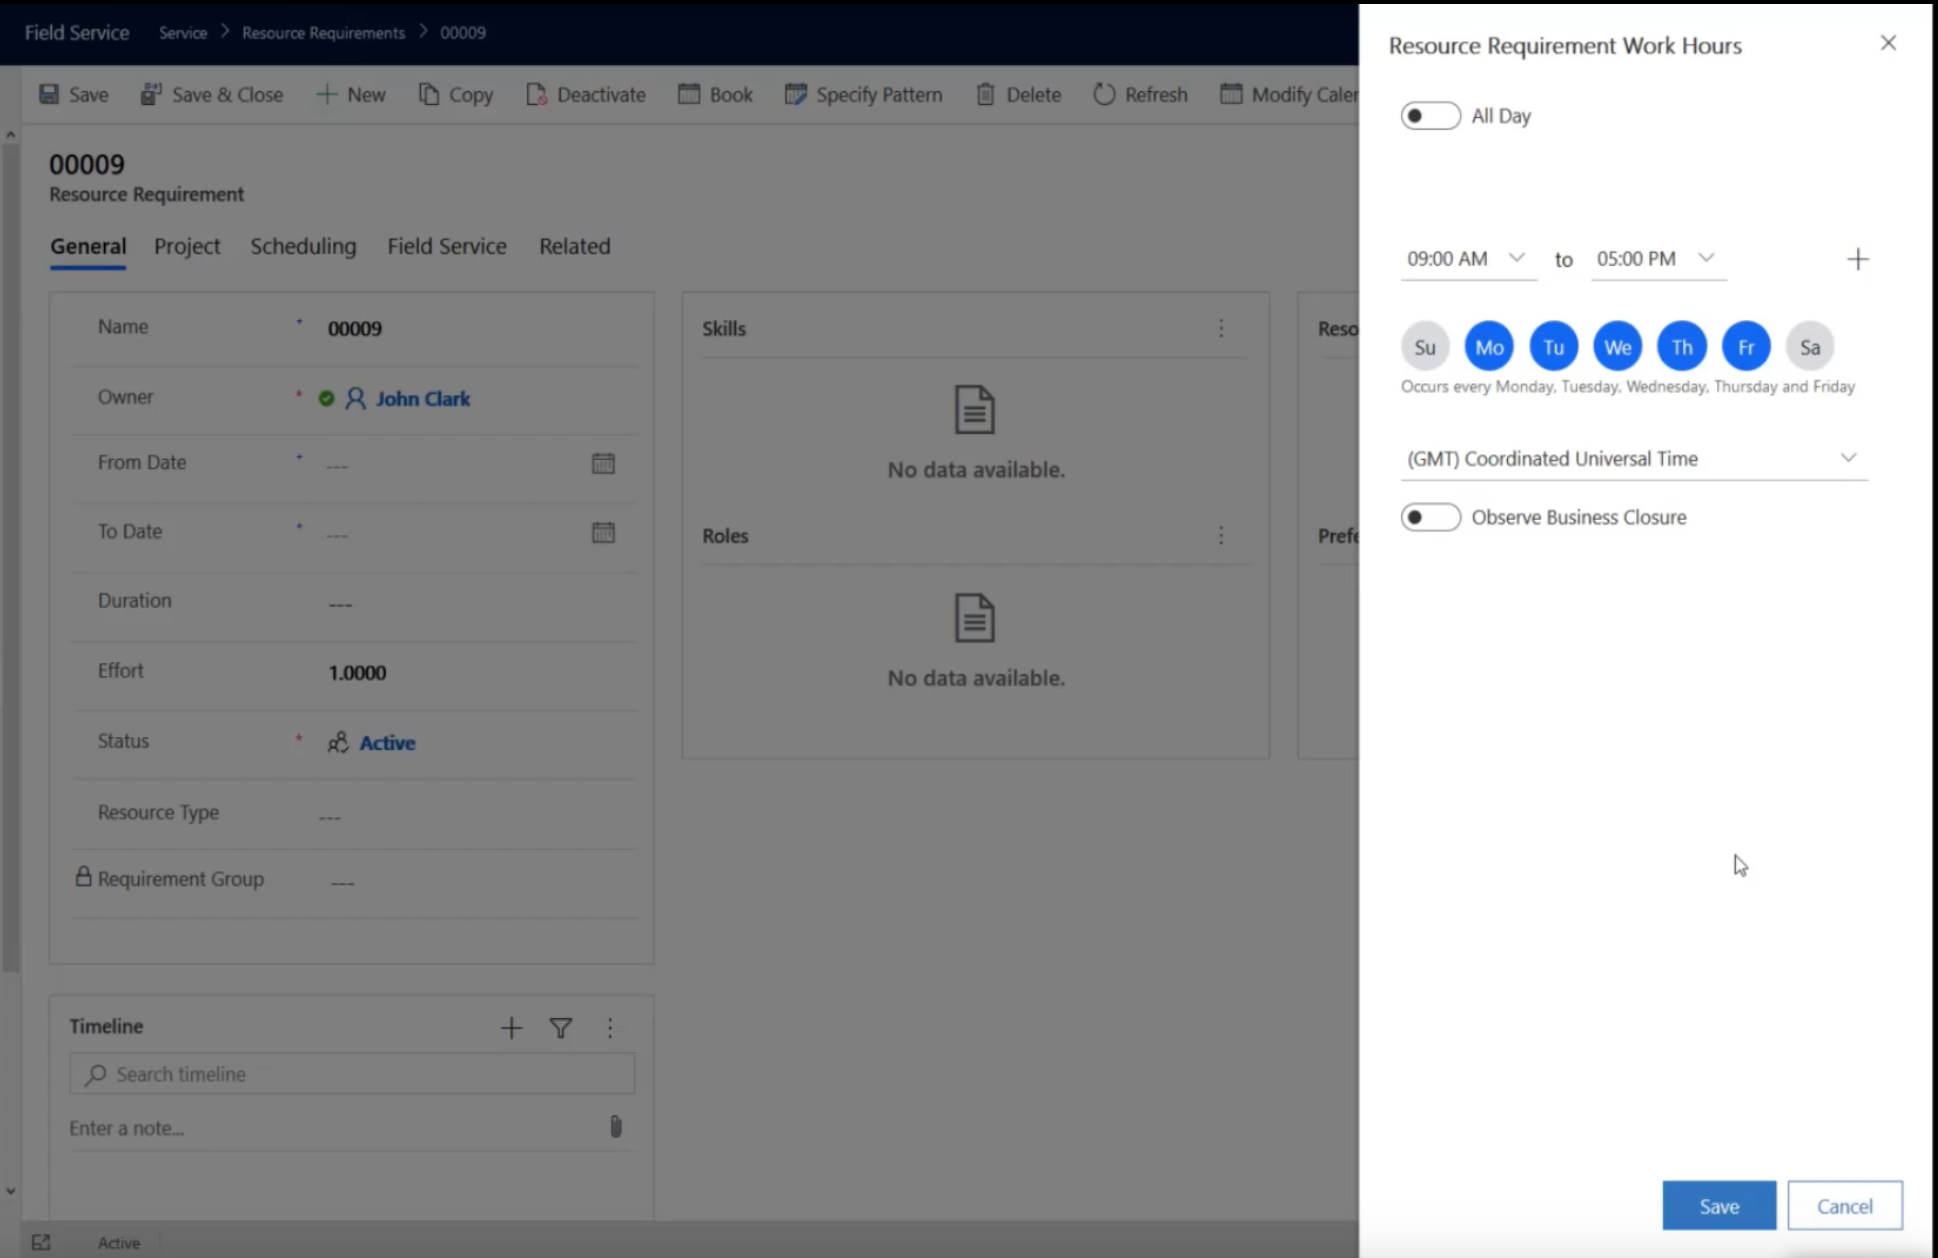 Field Service Service > Resource Requirements > 00009
Save Save & Close New Copy Deactivate Book Specify Pattern Delete Refresh Modify Caler
00009
Resource Requirement
General Project Scheduling Field Service Related
Name * 00009
Owner * John Clark
From Date * ---
To Date * ---
Duration ---
Effort 1.0000
Status * Active
Resource Type ---
Requirement Group ---
Timeline
Search timeline
Enter a note...
Active
Skills
No data available.
Roles
No data available.
Reso
Prefe
Resource Requirement Work Hours
All Day
09:00 AM to 05:00 PM
Su Mo Tu We Th Fr Sa
Occurs every Monday, Tuesday, Wednesday, Thursday and Friday
(GMT) Coordinated Universal Time
Observe Business Closure
Save Cancel